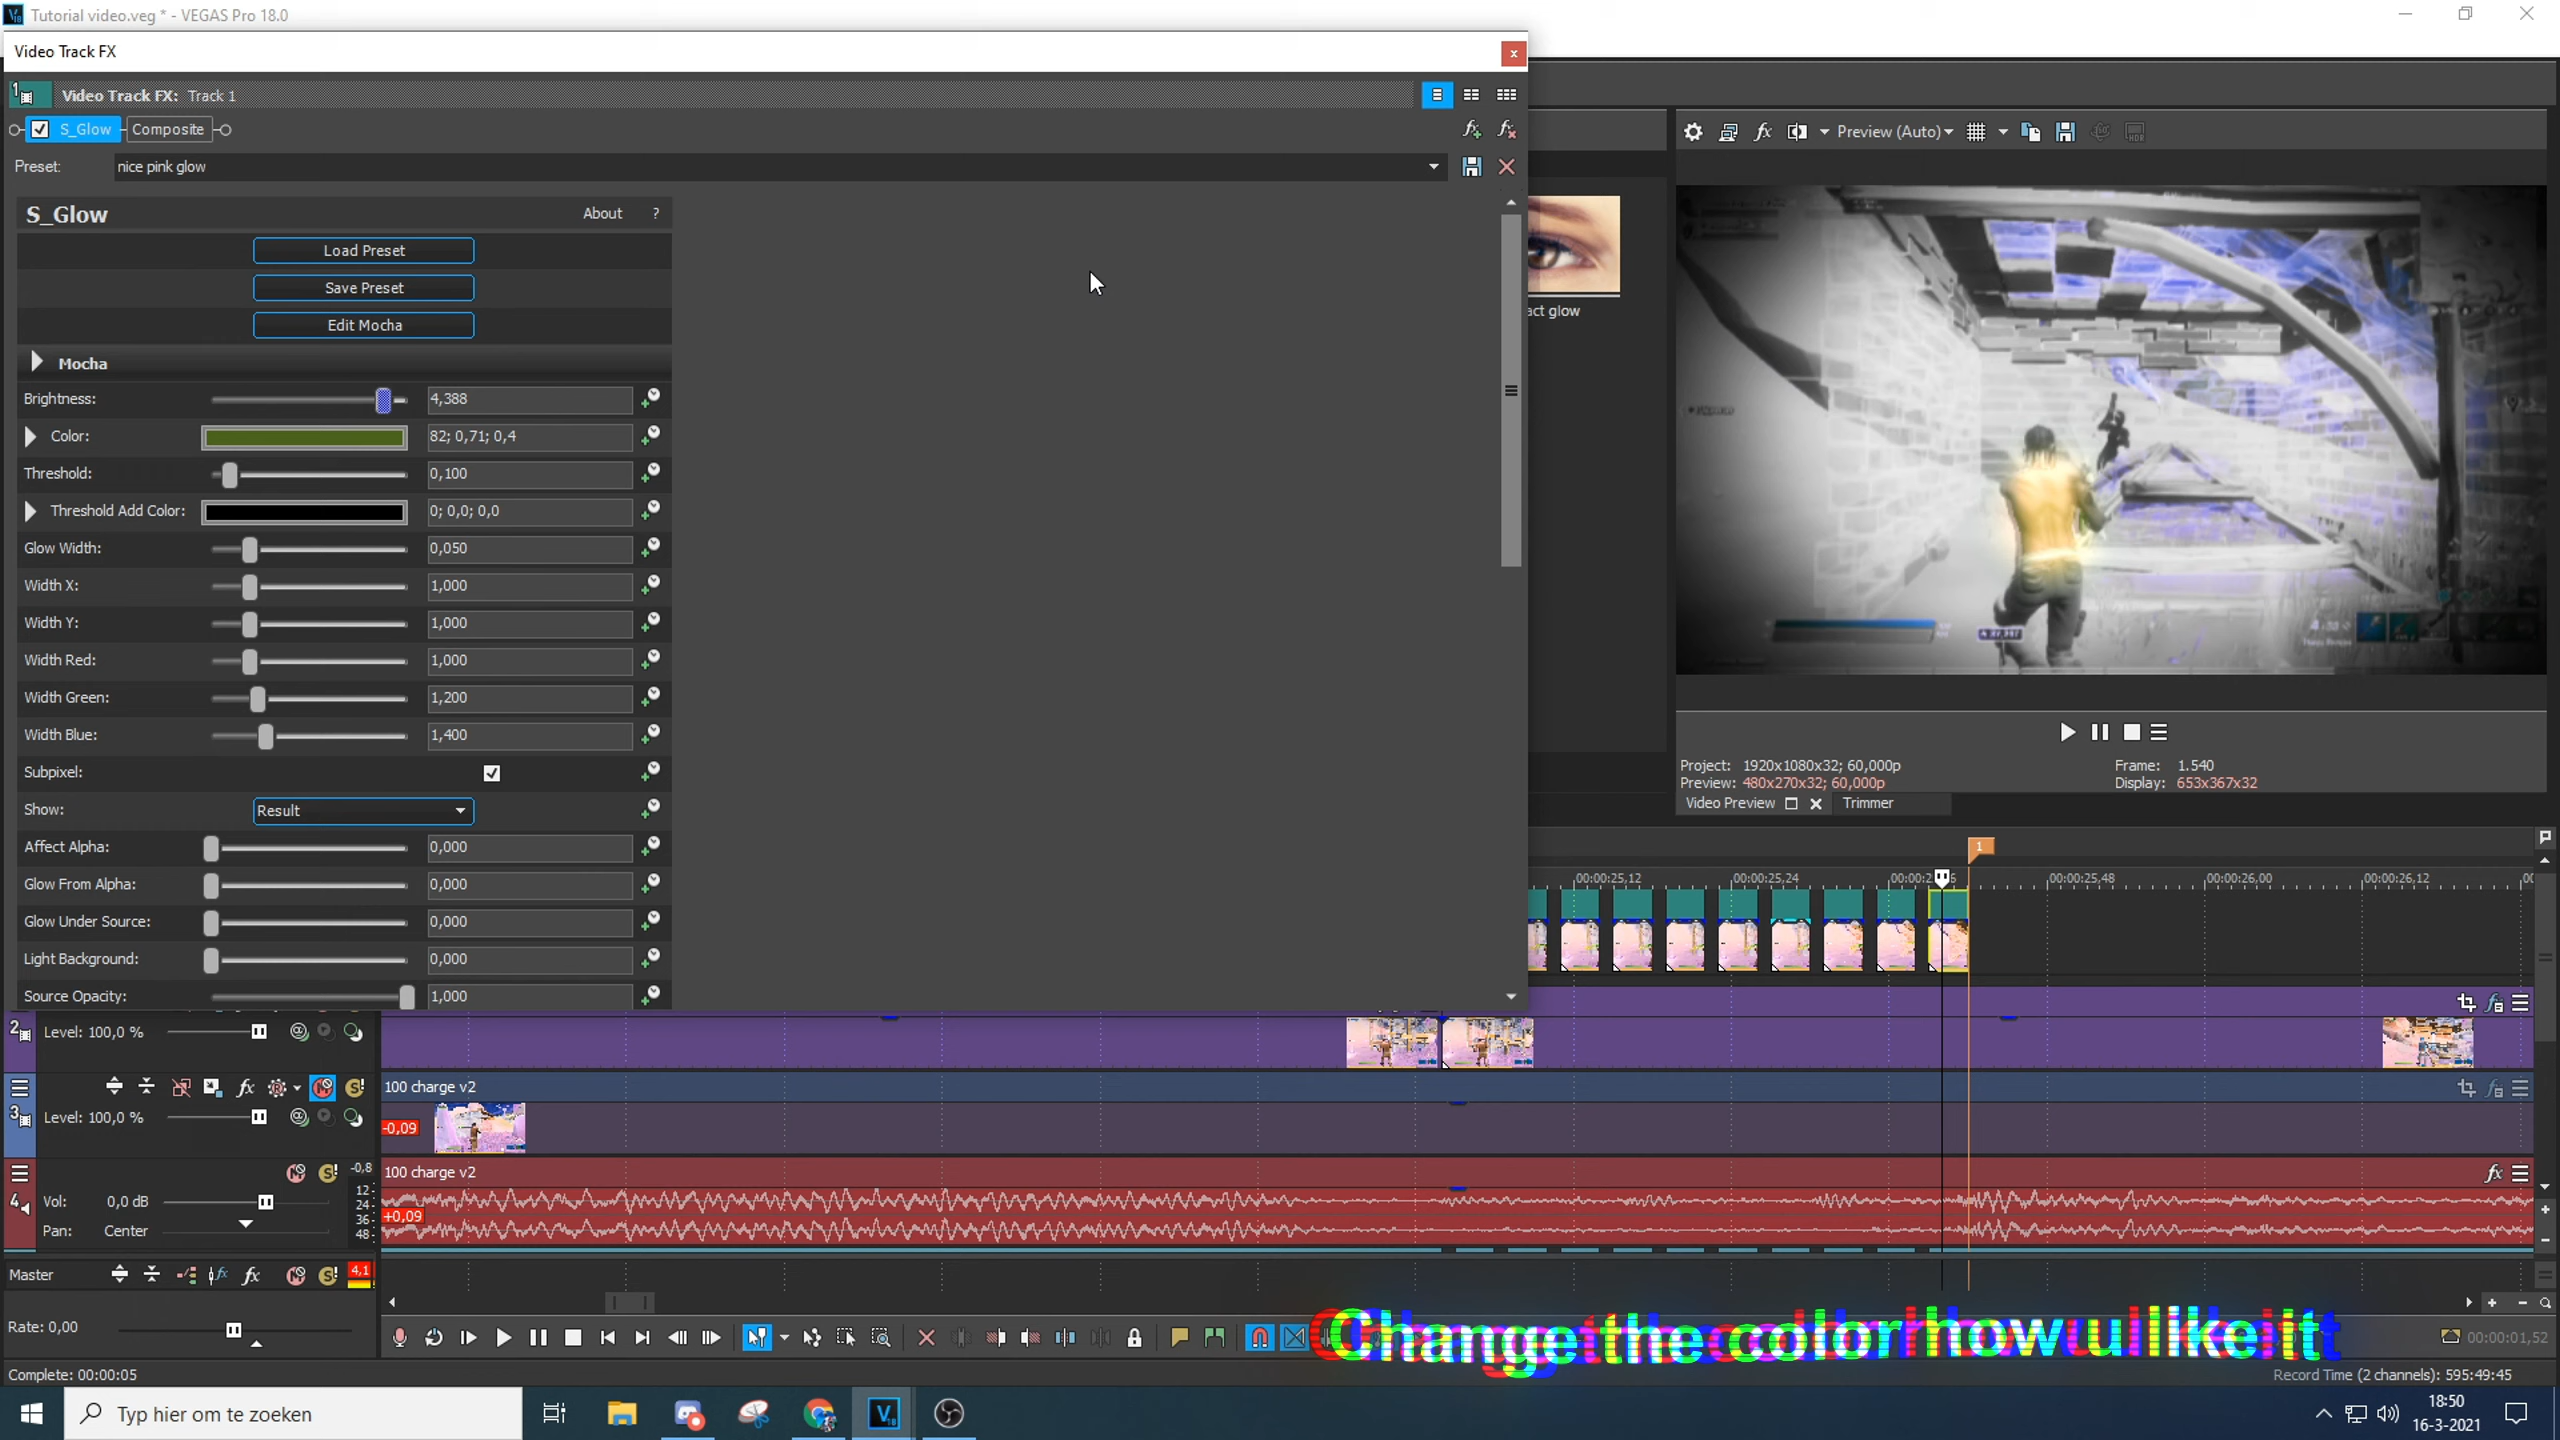 Tutorial video.veg * - VEGAS Pro 18.0
Video Track FX
Video Track FX: Track 1
S_Glow
Composite
Preset:
nice pink glow
S_Glow
About
?
Load Preset
Save Preset
Edit Mocha
Mocha
Brightness:
4,388
Color:
82; 0,71; 0,4
Threshold:
0,100
Threshold Add Color:
0; 0,0; 0,0
Glow Width:
0,050
Width X:
1,000
Width Y:
1,000
Width Red:
1,000
Width Green:
1,200
Width Blue:
1,400
Subpixel:
Show:
Result
Affect Alpha:
0,000
Glow From Alpha:
0,000
Glow Under Source:
0,000
Light Background:
0,000
Source Opacity:
1,000
act glow
Preview (Auto)
Project: 1920x1080x32; 60,000p
Preview: 480x270x32; 60,000p
Frame: 1.540
Display: 653x367x32
Video Preview
Trimmer
1
00:00:25,12
00:00:25,24
00:00:25,48
00:00:26,00
00:00:26,12
2
Level: 100,0 %
100 charge v2
3
Level: 100,0 %
-0,09
100 charge v2
-0,8
12
24
36
48
4
Vol: 0,0 dB
Pan: Center
+0,09
Master
4,1
Rate: 0,00
Change the color how u like it
00:00:01,52
Complete: 00:00:05
Record Time (2 channels): 595:49:45
Typ hier om te zoeken
18:50
16-3-2021